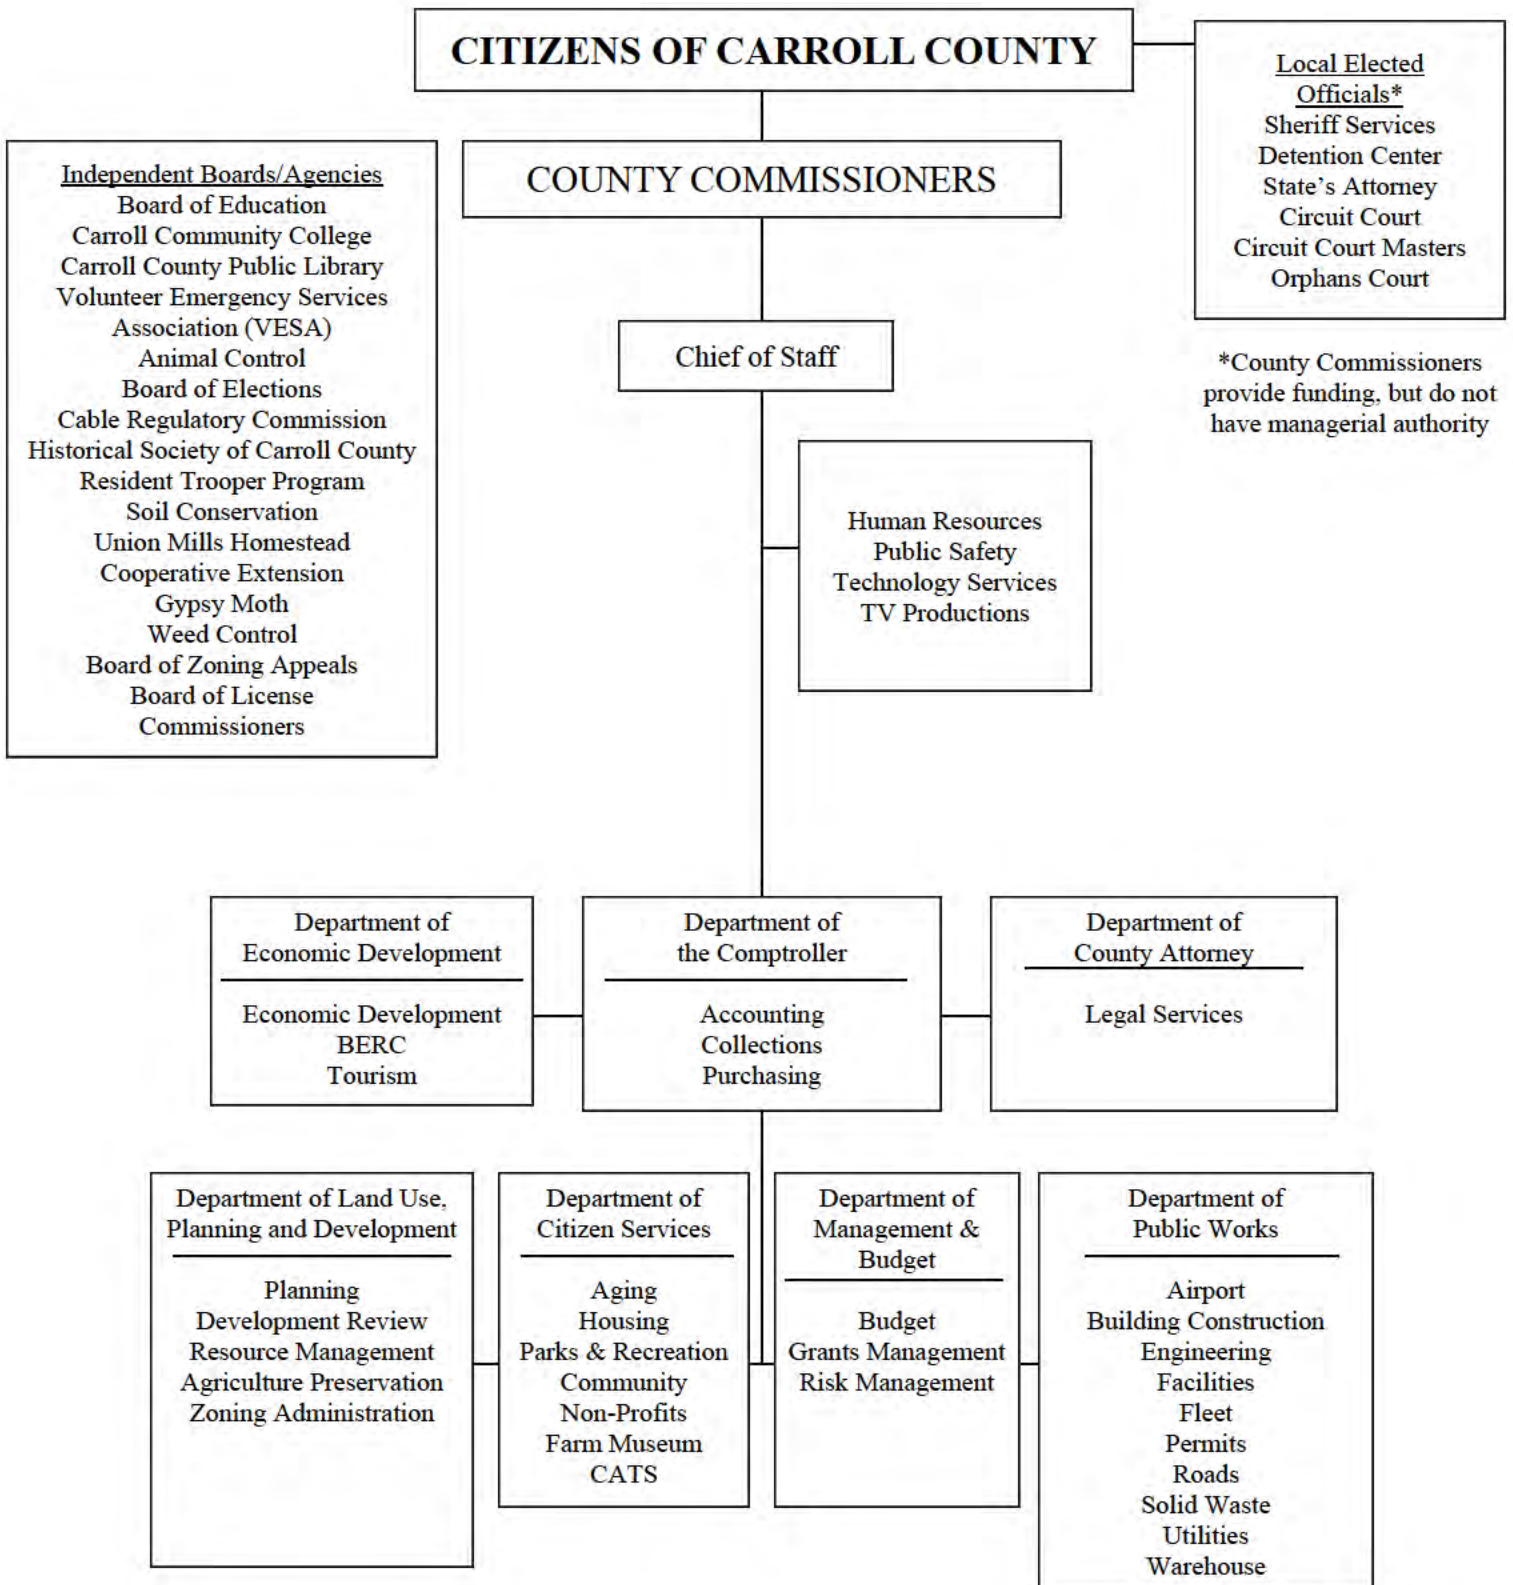 CITIZENS OF CARROLL COUNTY
Local Elected
Officials*
Sheriff Services
Detention Center
State's Attorney
Circuit Court
Circuit Court Masters
Orphans Court
*County Commissioners
provide funding, but do not
have managerial authority
Independent Boards/Agencies
Board of Education
Carroll Community College
Carroll County Public Library
Volunteer Emergency Services
Association (VESA)
Animal Control
Board of Elections
Cable Regulatory Commission
Historical Society of Carroll County
Resident Trooper Program
Soil Conservation
Union Mills Homestead
Cooperative Extension
Gypsy Moth
Weed Control
Board of Zoning Appeals
Board of License
Commissioners
COUNTY COMMISSIONERS
Chief of Staff
Human Resources
Public Safety
Technology Services
TV Productions
Department of
Economic Development
Economic Development
BERC
Tourism
Department of
the Comptroller
Accounting
Collections
Purchasing
Department of
County Attorney
Legal Services
Department of Land Use,
Planning and Development
Planning
Development Review
Resource Management
Agriculture Preservation
Zoning Administration
Department of
Citizen Services
Aging
Housing
Parks & Recreation
Community
Non-Profits
Farm Museum
CATS
Department of
Management &
Budget
Budget
Grants Management
Risk Management
Department of
Public Works
Airport
Building Construction
Engineering
Facilities
Fleet
Permits
Roads
Solid Waste
Utilities
Warehouse